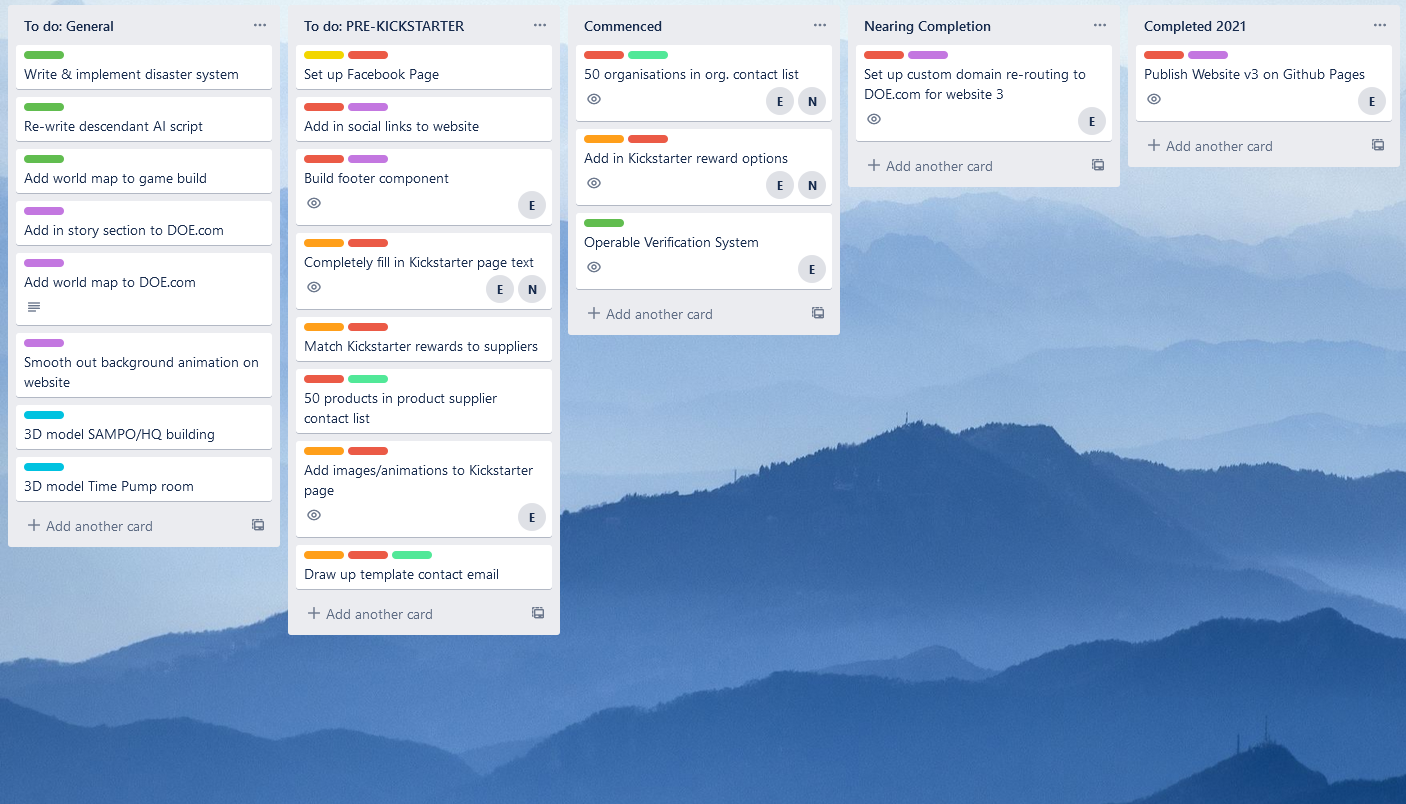 To do: General
Write & implement disaster system
Re-write descendant AI script
Add world map to game build
Add in story section to DOE.com
Add world map to DOE.com
Smooth out background animation on
website
3D model SAMPO/HQ building
3D model Time Pump room
Add another card
To do: PRE-KICKSTARTER
Set up Facebook Page
Add in social links to website
Build footer component
E
Completely fill in Kickstarter page text
E N
Match Kickstarter rewards to suppliers
50 products in product supplier
contact list
Add images/animations to Kickstarter
page
E
Draw up template contact email
Add another card
Commenced
50 organisations in org. contact list
E N
Add in Kickstarter reward options
E N
Operable Verification System
E
Add another card
Nearing Completion
Set up custom domain re-routing to
DOE.com for website 3
E
Add another card
Completed 2021
Publish Website v3 on Github Pages
E
Add another card